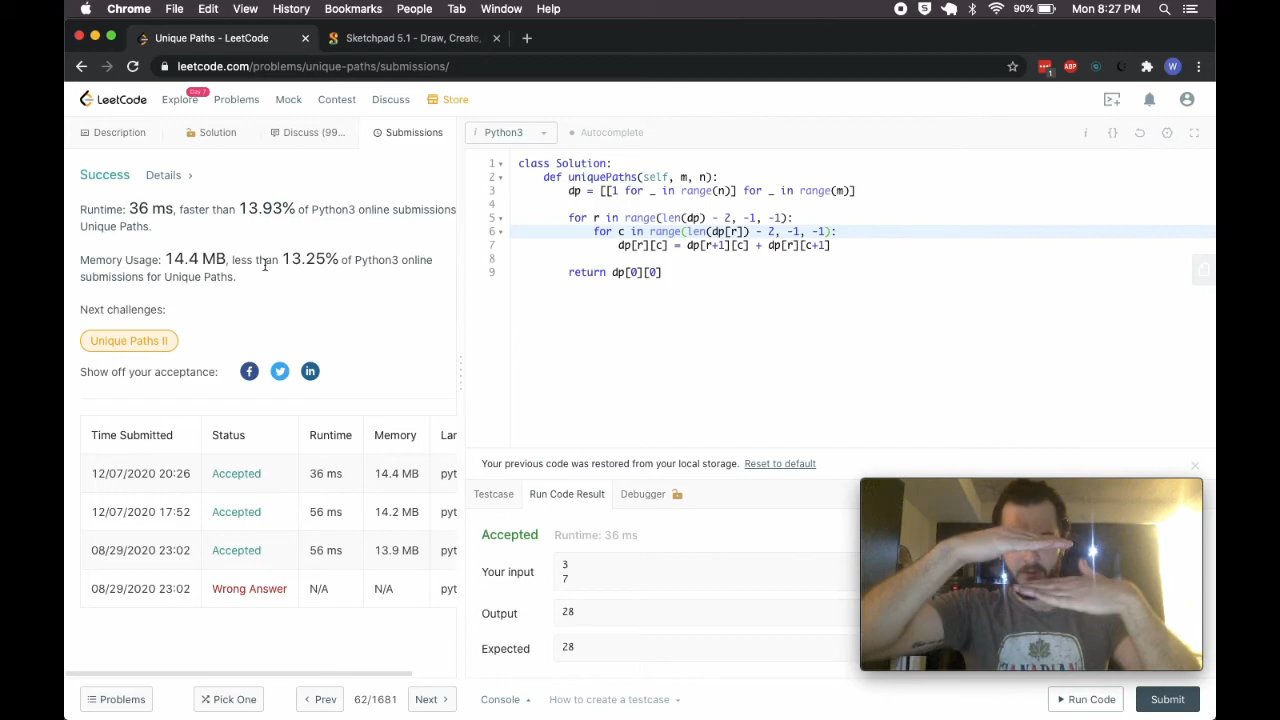 Chrome File Edit View History Bookmarks People Tab Window Help 90% Mon 8:27 PM
Unique Paths - LeetCode Sketchpad 5.1 - Draw, Create,
leetcode.com/problems/unique-paths/submissions/ ABP W
1
LeetCode Explore Day 7 Problems Mock Contest Discuss Store
Description Solution Discuss (99... Submissions
i Python3 Autocomplete i {}
Success Details >
Runtime: 36 ms, faster than 13.93% of Python3 online submissions
Unique Paths.
Memory Usage: 14.4 MB, less than 13.25% of Python3 online
submissions for Unique Paths.
Next challenges:
Unique Paths II
Show off your acceptance:
Time Submitted Status Runtime Memory Lar
12/07/2020 20:26 Accepted 36 ms 14.4 MB pyt
12/07/2020 17:52 Accepted 56 ms 14.2 MB pyt
08/29/2020 23:02 Accepted 56 ms 13.9 MB pyt
08/29/2020 23:02 Wrong Answer N/A N/A pyt
1 class Solution:
2 def uniquePaths(self, m, n):
3 dp = [[1 for _ in range(n)] for _ in range(m)]
4
5 for r in range(len(dp) - 2, -1, -1):
6 for c in range(len(dp[r]) - 2, -1, -1):
7 dp[r][c] = dp[r+1][c] + dp[r][c+1]
8
9 return dp[0][0]
Your previous code was restored from your local storage. Reset to default
Testcase Run Code Result Debugger
Accepted Runtime: 36 ms
Your input 3
7
Output 28
Expected 28
CANADIAN
Problems Pick One < Prev 62/1681 Next > Console How to create a testcase Run Code Submit